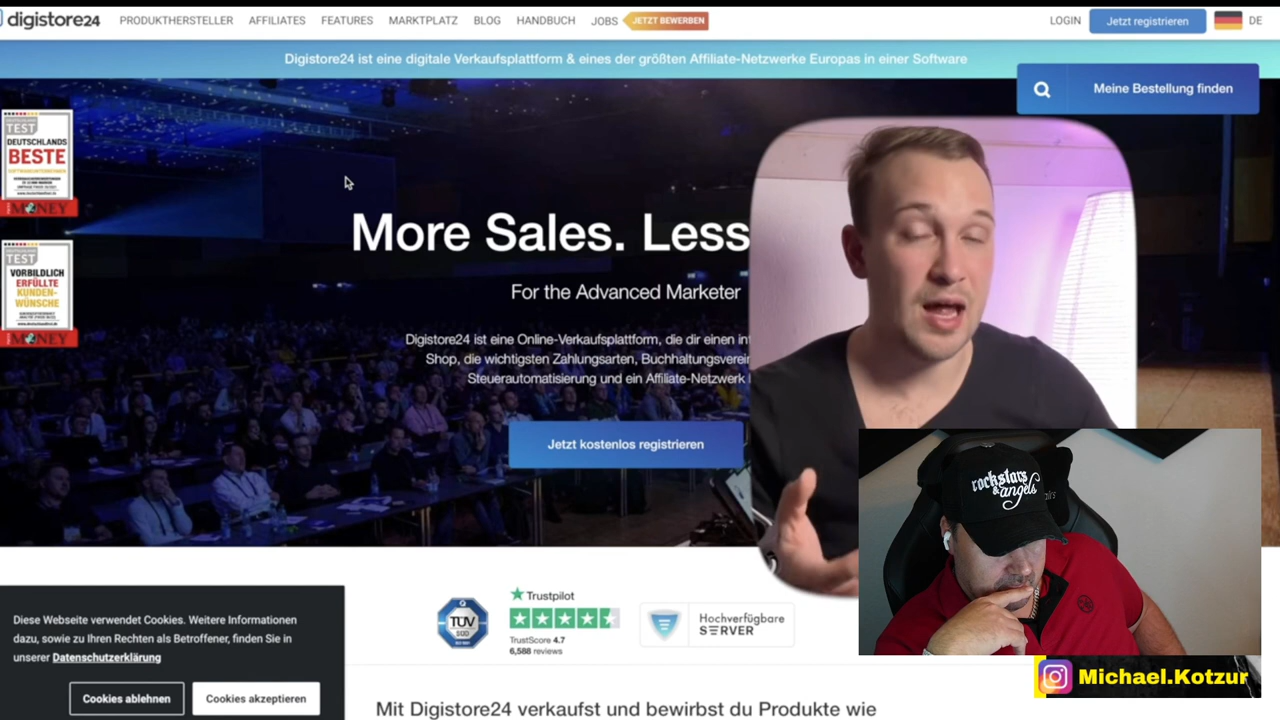 digistore24
PRODUKTHERSTELLER
AFFILIATES
FEATURES
MARKTPLATZ
BLOG
HANDBUCH
JOBS
JETZT BEWERBEN
LOGIN
Jetzt registrieren
DE
Digistore24 ist eine digitale Verkaufsplattform & eines der größten Affiliate-Netzwerke Europas in einer Software
Meine Bestellung finden
TEST
DEUTSCHLANDS
BESTE
MONEY
TEST
VORBILDLICH
ERFÜLLTE
KUNDEN-
WÜNSCHE
MONEY
More Sales. Less
For the Advanced Marketer
Digistore24 ist eine Online-Verkaufsplattform, die dir einen
Shop, die wichtigsten Zahlungsarten,
Steuerautomatisierung und ein Affiliate-Netzwerk
Jetzt kostenlos registrieren
rockstars
& angels
Diese Webseite verwendet Cookies. Weitere Informationen
dazu, sowie zu Ihren Rechten als Betroffener, finden Sie in
unserer Datenschutzerklärung
Cookies ablehnen
Cookies akzeptieren
TÜV
SÜD
Trustpilot
TrustScore 4.7
6,588 reviews
Hochverfügbare
SERVER
Michael.Kotzur
Mit Digistore24 verkaufst und bewirbst du Produkte wie